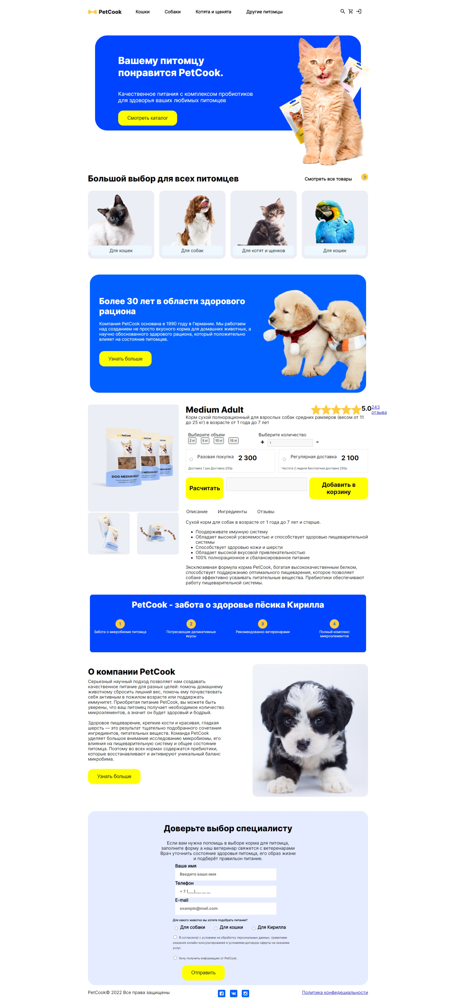 PetCook Кошки Собаки Котята и щенята Другие питомцы
Вашему питомцу
понравится PetCook.
Качественное питания с комплексом пробиотиков
для здоворья ваших любимых питомцев
Смотреть каталог
PetCook
PetCook
Большой выбор для всех питомцев
Смотреть все товары
Для кошек
Для собак
Для котят и щенков
Для кошек
Более 30 лет в области здорового
рациона
Компания PetCook основана в 1990 году в Германии. Мы работаем
над созданием не просто вкусного корма для домашних животных, а
научно обоснованного здарового рациона, который положительно
влияет на состояние питомцев.
Узнать больше
PetCook
PetCook
PetCook
DOG MEDIUM ADULT
MEDIUM ADULT
MEDIUM ADULT
Medium Adult
5.0
243
отзыва
Корм сухой полнорационный для взрослых собак средних рамзеров (весом от 11
до 25 кг) в возрасте от 1 года до 7 лет
Выберите объем
2 кг 5 кг 10 кг 15 кг
Выберите количество
+ 1 -
Разовая покупка 2 300
Доставка 1 раз Доставка 250р
Регулярная доставка 2 100
Частота 2 недели Бесплатная доставка 250р
Расчитать
Добавить в
корзину
Описание Ингредиенты Отзывы
Сухой корм для собак в возрасте от 1 года до 7 лет и старше.
• Поодерживате имунную систему
• Обладает высокой усвояемостью и способствует здоровью пищеварительной
системы
• Способствует здоровью кожи и шерсти
• Обладает высокой вкусовой привлекательностью
• 100% полнорационное и сбалансированное питание
Эксклюзивная формула корма PetCook, богатая высококачественным белком,
способствует поддержанию оптимального пищеварения, которое позволяет
собаке эффективно усваивать питательные вещества. Пребиотики обеспечивают
работу пищеварительной системы.
PetCook - забота о здоровье пёсика Кирилла
1
Забота о микробиоме питомца
2
Потресающие деликативные
вкусы
3
Рекомендованно ветеренарами
4
Полный комплекс
микроэлементов
О компании PetCook
Серьезный научный подход позволяет нам создавать
качественное питание для разных целей: помочь домашнему
животному сбросить лишний вес, помочь ему почувствовать
себя активным в пожилом возрасте или поддержать
иммунитет. Приобретая питание PetCook, вы можете быть
уверены, что ваш питомец получает необходимое количество
микроэлементов, а значит он будет здоровый и бодрый.
Здоровое пищеварение, крепкие кости и красивая, гладкая
шерсть — это результат тщательно подобранного сочетания
ингредиентов, питательных веществ. Команда PetCook
уделяет большое внимание исследованию микробиомы, его
влияния на пищеварительную систему и общее состояние
питомца. Поэтому во всех кормах содержатся пребиотики,
которые восстанавливают и активируют уникальный баланс
микробима.
Узнать больше
Доверьте выбор специалисту
Если вам нужна попомщь в выборе корма для питомца,
заполните форму а наш ветеринар свяжется с ветеренарами
Врач уточнить состояние здоровья питомца, его образ жизни
и подберёт правильон питание.
Ваше имя
Введите ваше имя
Телефон
+ 7 (___)___ __ __
E-mail
example@mail.com
Для какого животно вы хотите подобрать питание?
Для собаки Для кошки Для Кирилла
Я согласен(а) с условием на обработку персональных данных, правилами
оказания онлайн-консультирования и условиями договора-оферты на оказание
услуг.
Хочу получить информацию от PetCook.
Отправить
PetCook© 2022 Все права защищены
Политика конфедециальности